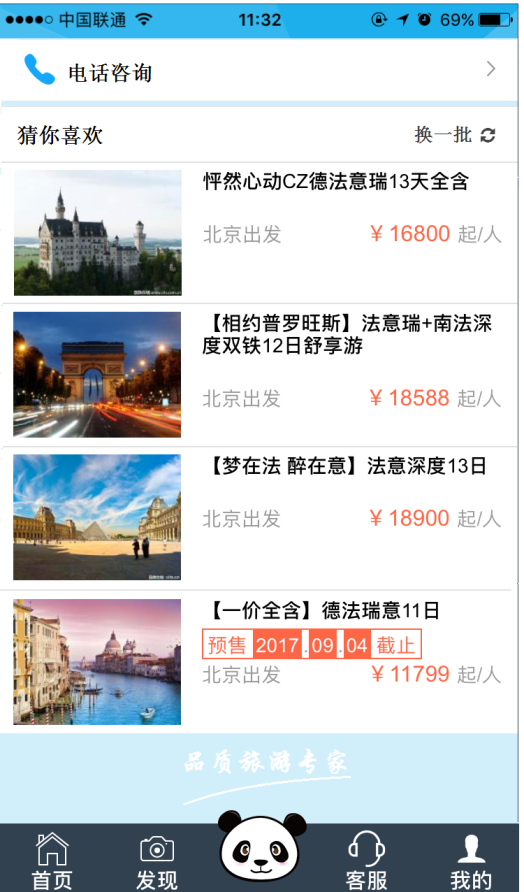 中国联通 11:32 69%
电话咨询
猜你喜欢 换一批
怦然心动CZ德法意瑞13天全含
北京出发 ¥ 16800 起/人
【相约普罗旺斯】法意瑞+南法深
度双铁12日舒享游
北京出发 ¥ 18588 起/人
【梦在法 醉在意】法意深度13日
北京出发 ¥ 18900 起/人
【一价全含】德法瑞意11日
预售 2017.09.04 截止
北京出发 ¥ 11799 起/人
品质旅游专家
首页 发现 客服 我的